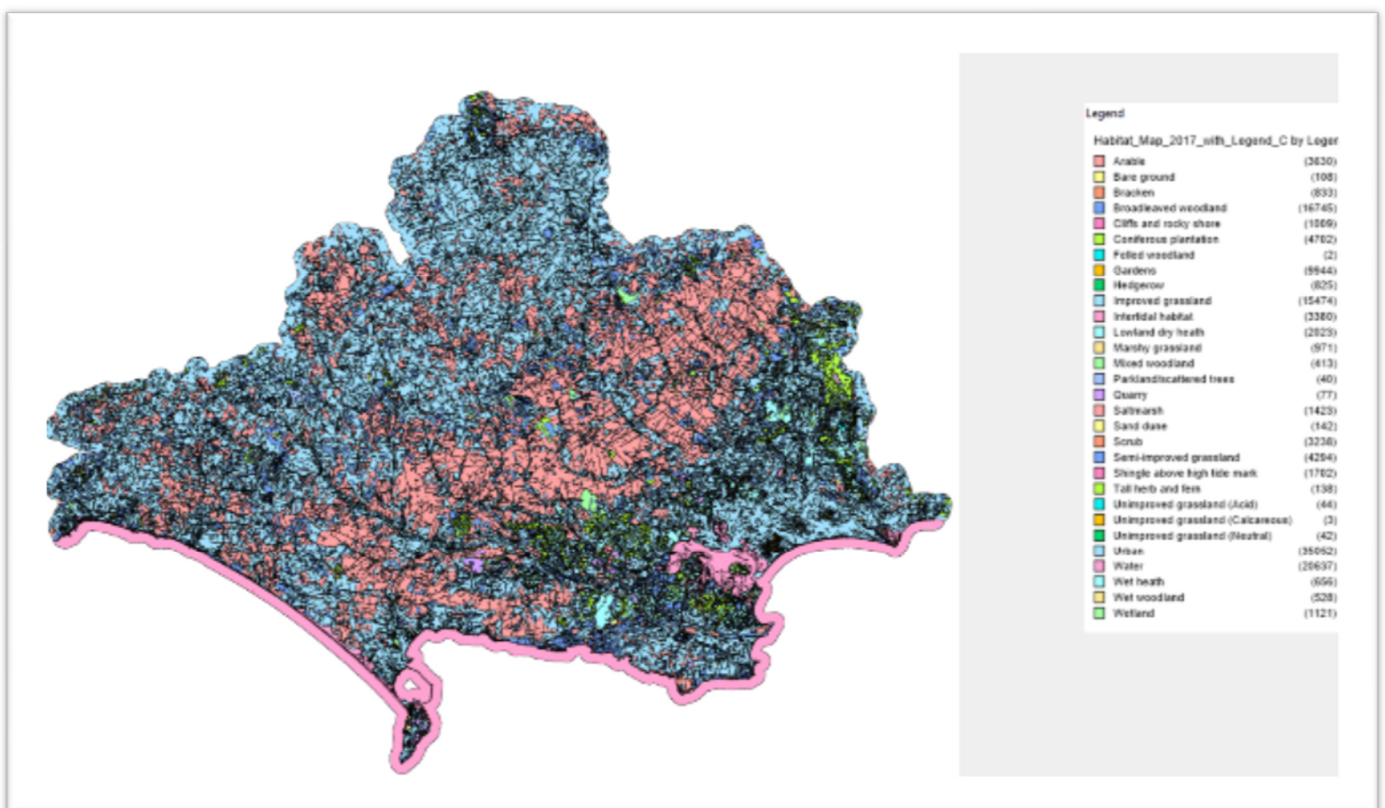 Legend
Habitat_Map_2017_with_Legend_C by Leger
Arable (3630)
Bare ground (108)
Bracken (833)
Broadleaved woodland (16745)
Cliffs and rocky shore (1009)
Coniferous plantation (4702)
Felled woodland (2)
Gardens (9944)
Hedgerow (825)
Improved grassland (15474)
Intertidal habitat (3380)
Lowland dry heath (2023)
Marshy grassland (971)
Mixed woodland (413)
Parkland/scattered trees (40)
Quarry (77)
Saltmarsh (1423)
Sand dune (142)
Scrub (3238)
Semi-improved grassland (4294)
Shingle above high tide mark (1702)
Tall herb and fern (138)
Unimproved grassland (Acid) (44)
Unimproved grassland (Calcareous) (3)
Unimproved grassland (Neutral) (42)
Urban (35052)
Water (20637)
Wet heath (656)
Wet woodland (528)
Wetland (1121)